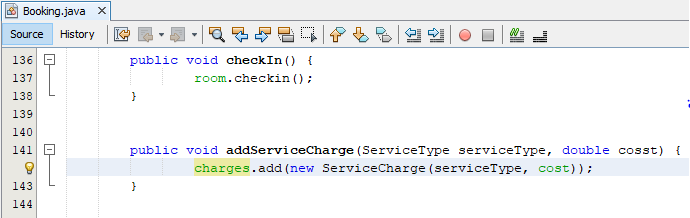 Booking.java
Source History
136 public void checkIn() {
137 room.checkin();
138 }
139
140
141 public void addServiceCharge(ServiceType serviceType, double cosst) {
charges.add(new ServiceCharge(serviceType, cost));
143 }
144